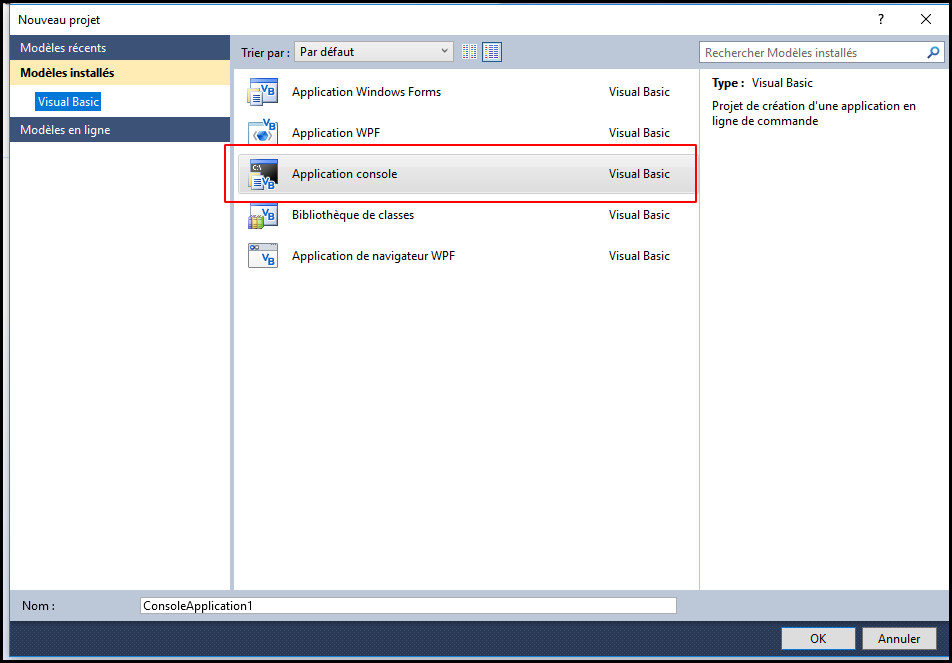 Nouveau projet
?
Modèles récents
Modèles installés
Visual Basic
Modèles en ligne
Trier par : Par défaut
Rechercher Modèles installés
Application Windows Forms Visual Basic
Application WPF Visual Basic
Application console Visual Basic
Bibliothèque de classes Visual Basic
Application de navigateur WPF Visual Basic
Type : Visual Basic
Projet de création d'une application en
ligne de commande
Nom : ConsoleApplication1
OK Annuler